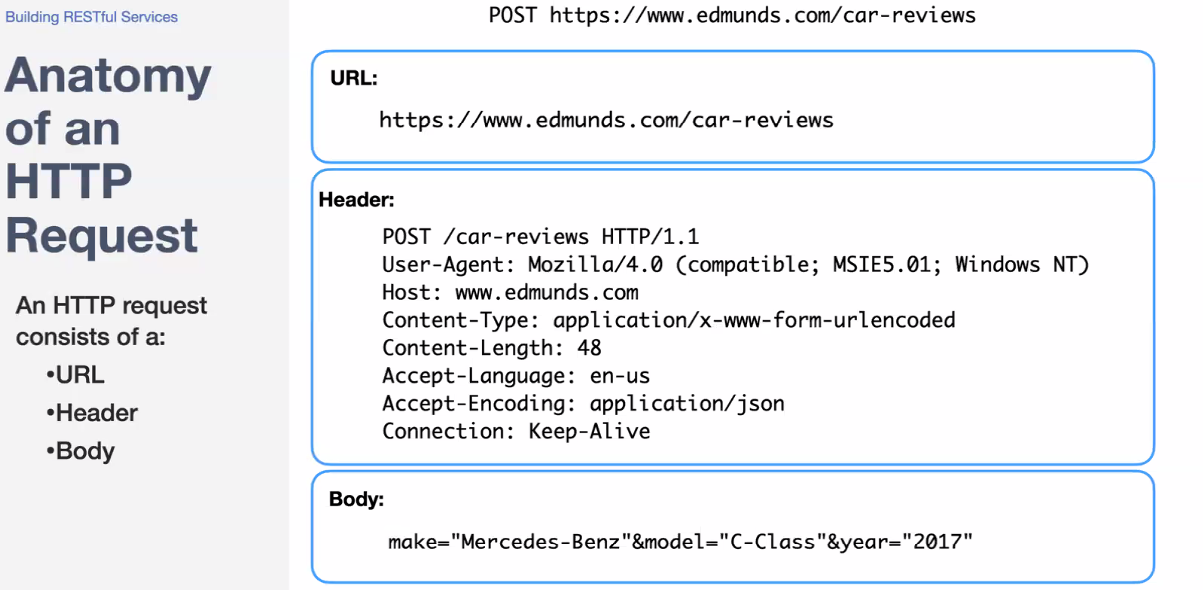 Building RESTful Services
Anatomy
of an
HTTP
Request
An HTTP request
consists of a:
•URL
•Header
•Body
POST https://www.edmunds.com/car-reviews
URL:
https://www.edmunds.com/car-reviews
Header:
POST /car-reviews HTTP/1.1
User-Agent: Mozilla/4.0 (compatible; MSIE5.01; Windows NT)
Host: www.edmunds.com
Content-Type: application/x-www-form-urlencoded
Content-Length: 48
Accept-Language: en-us
Accept-Encoding: application/json
Connection: Keep-Alive
Body:
make="Mercedes-Benz"&model="C-Class"&year="2017"